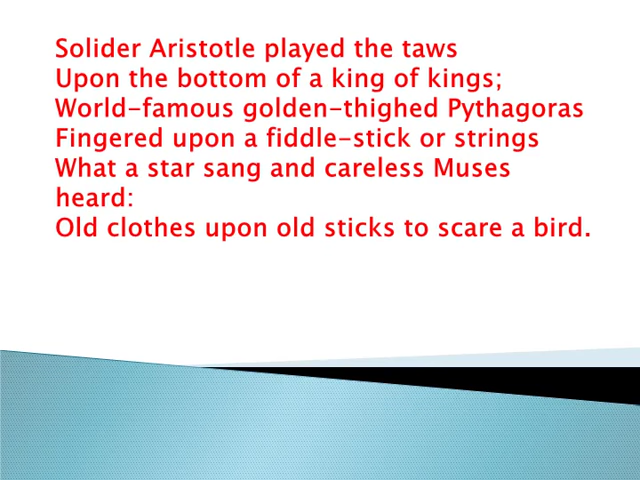 Solider Aristotle played the taws
Upon the bottom of a king of kings;
World-famous golden-thighed Pythagoras
Fingered upon a fiddle-stick or strings
What a star sang and careless Muses
heard:
Old clothes upon old sticks to scare a bird.